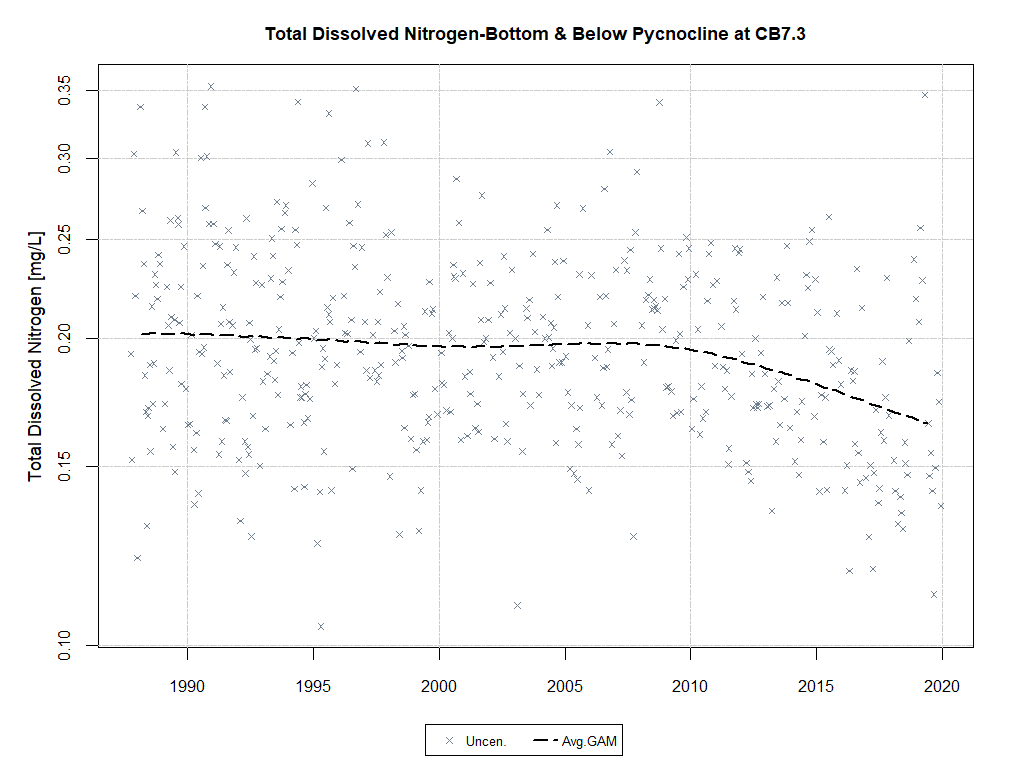 Total Dissolved Nitrogen-Bottom & Below Pycnocline at CB7.3
Total Dissolved Nitrogen [mg/L]
0.35
0.30
0.25
0.20
0.15
0.10
1990 1995 2000 2005 2010 2015 2020
Uncen. Avg.GAM